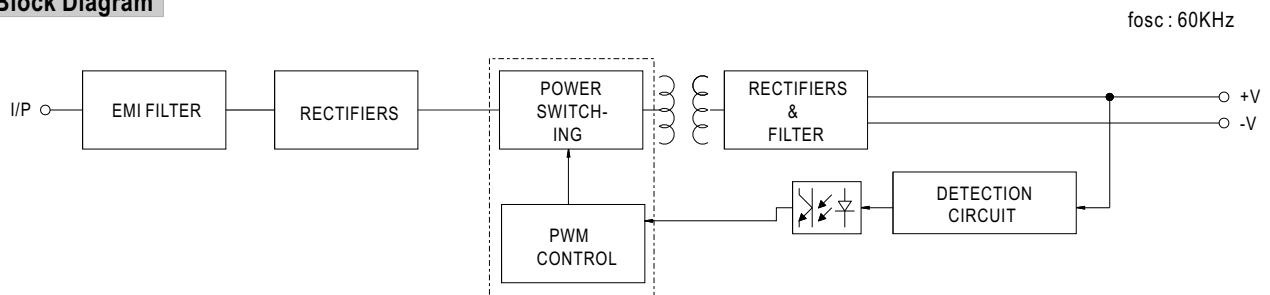 Block Diagram
fosc : 60KHz
I/P
EMI FILTER
RECTIFIERS
POWER
SWITCH-
ING
RECTIFIERS
&
FILTER
+V
-V
DETECTION
CIRCUIT
PWM
CONTROL